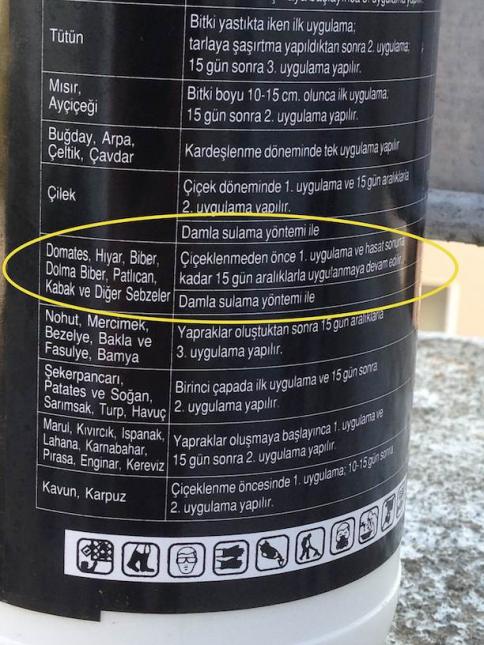 uygulama yapılır.
Tütün
Bitki yastıkta iken ilk uygulama;
tarlaya şaşırtma yapıldıktan sonra 2. uygulama;
15 gün sonra 3. uygulama yapılır.
Mısır,
Ayçiçeği
Bitki boyu 10-15 cm. olunca ilk uygulama;
15 gün sonra 2. uygulama yapılır.
Buğday, Arpa,
Çeltik, Çavdar
Kardeşlenme döneminde tek uygulama yapılır
Çilek
Çiçek döneminde 1. uygulama ve 15 gün aralıklarla
2. uygulama yapılır.
Damla sulama yöntemi ile
Domates, Hıyar, Biber,
Dolma Biber, Patlıcan,
Kabak ve Diğer Sebzeler
Çiçeklenmeden önce 1. uygulama ve hasat sonuna
kadar 15 gün aralıklarla uygulanmaya devam edilir.
Damla sulama yöntemi ile
Nohut, Mercimek,
Bezelye, Bakla ve
Fasulye, Bamya
Yapraklar oluştuktan sonra 15 gün aralıklarla
3. uygulama yapılır.
Şekerpancarı,
Patates ve Soğan,
Sarımsak, Turp, Havuç
Birinci çapada ilk uygulama ve 15 gün sonra
2. uygulama yapılır.
Marul, Kıvırcık, Ispanak,
Lahana, Karnabahar,
Pırasa, Enginar, Kereviz
Yapraklar oluşmaya başlayınca 1. uygulama ve
15 gün sonra 2. uygulama yapılır.
Kavun, Karpuz
Çiçeklenme öncesinde 1. uygulama; 10-15 gün sonra
2. uygulama yapılır.